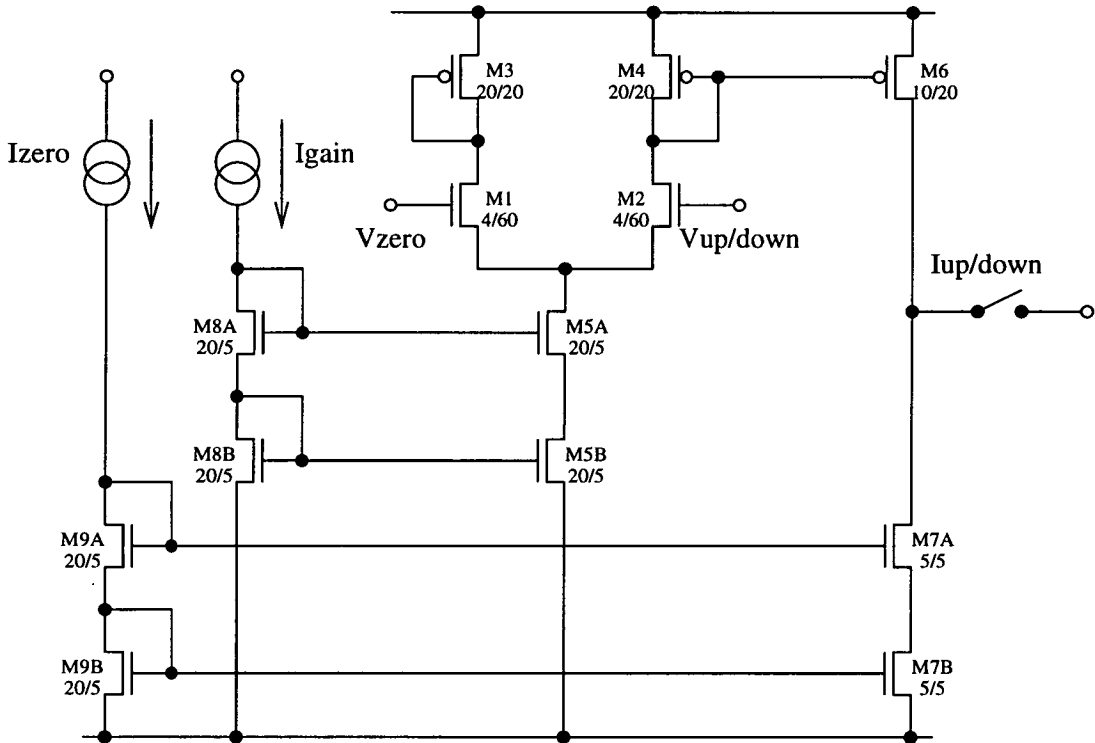 M3
20/20
M4
20/20
M6
10/20
Izero
Igain
M1
4/60
M2
4/60
Vzero
Vup/down
Iup/down
M8A
20/5
M5A
20/5
M8B
20/5
M5B
20/5
M9A
20/5
M7A
5/5
M9B
20/5
M7B
5/5